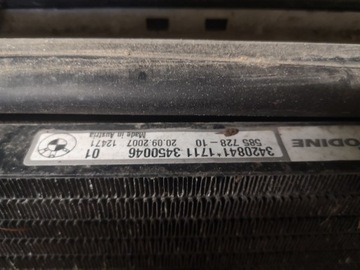 ODINE
3420841*1711 3450046 01
585 728 - 10 20.09.2007 12471 Made in Austria